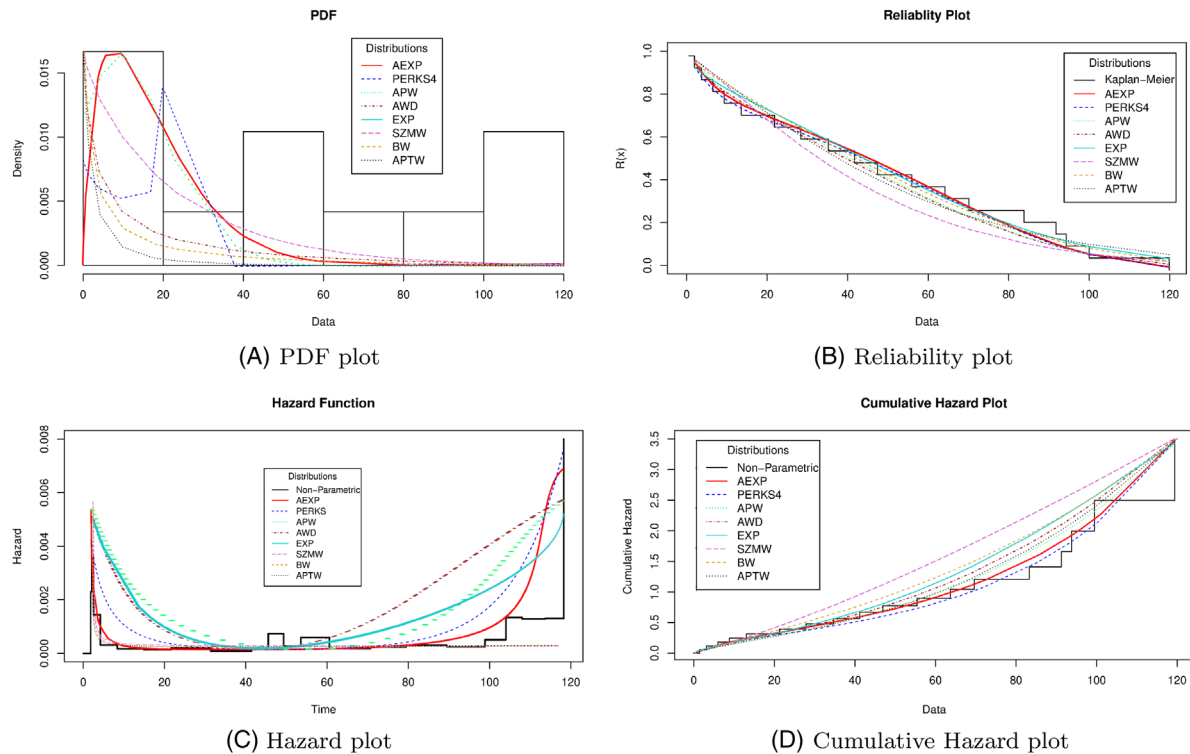 PDF
Density
0.015
0.010
0.005
0.000
Distributions
AEXP
PERKS4
APW
AWD
EXP
SZMW
BW
APTW
0 20 40 60 80 100 120
Data
(A) PDF plot
Reliablity Plot
R(x)
1.0
0.8
0.6
0.4
0.2
0.0
Distributions
Kaplan-Meier
AEXP
PERKS4
APW
AWD
EXP
SZMW
BW
APTW
0 20 40 60 80 100 120
Data
(B) Reliability plot
Hazard Function
Hazard
0.008
0.006
0.004
0.002
0.000
Distributions
Non-Parametric
AEXP
PERKS
APW
AWD
EXP
SZMW
BW
APTW
0 20 40 60 80 100 120
Time
(C) Hazard plot
Cumulative Hazard Plot
Cumulative Hazard
3.5
3.0
2.5
2.0
1.5
1.0
0.5
0.0
Distributions
Non-Parametric
AEXP
PERKS4
APW
AWD
EXP
SZMW
BW
APTW
0 20 40 60 80 100 120
Data
(D) Cumulative Hazard plot